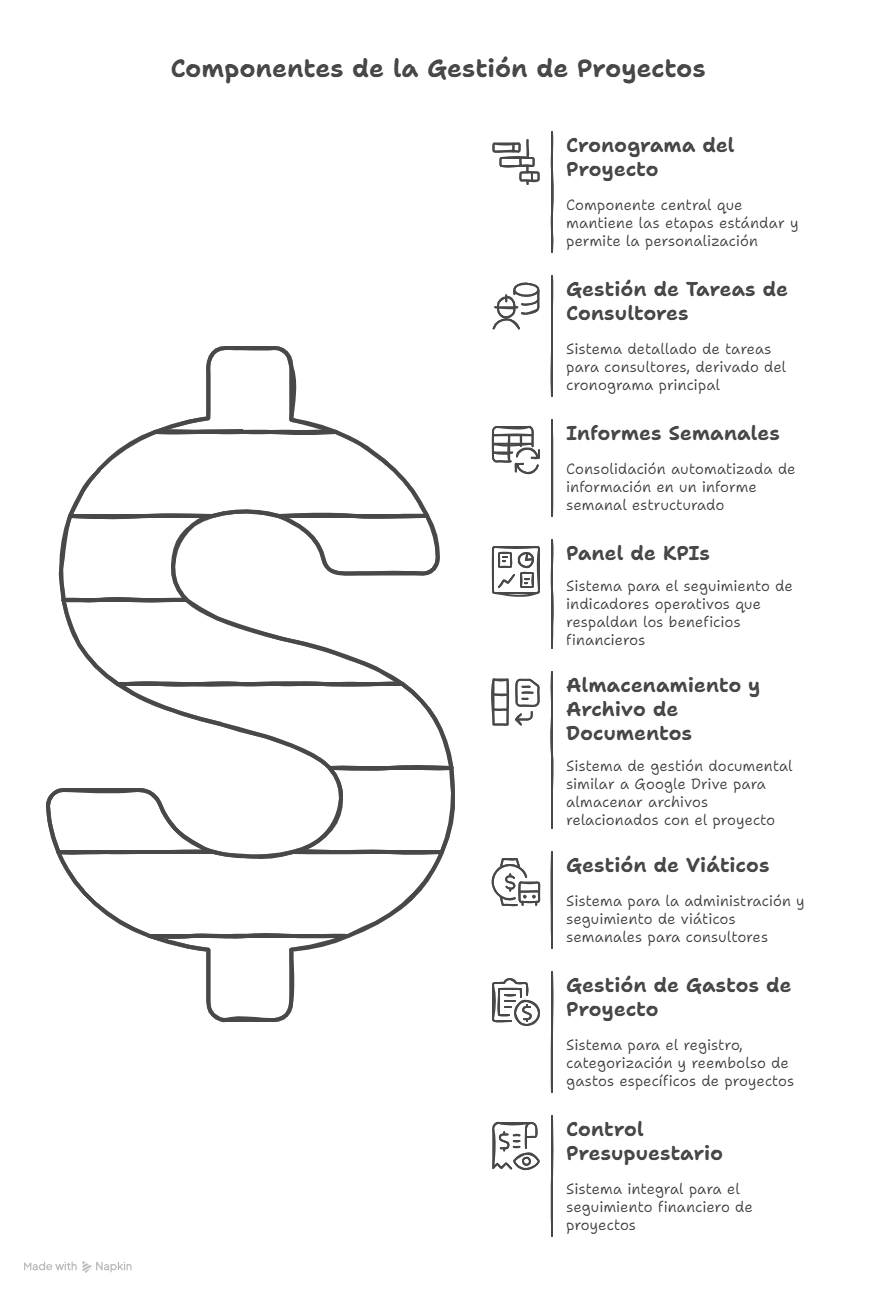 Componentes de la Gestión de Proyectos
Cronograma del
Proyecto
Componente central que
mantiene las etapas estándar y
permite la personalización
Gestión de Tareas de
Consultores
Sistema detallado de tareas
para consultores, derivado del
cronograma principal
Informes Semanales
Consolidación automatizada de
información en un informe
semanal estructurado
Panel de KPIs
Sistema para el seguimiento de
indicadores operativos que
respaldan los beneficios
financieros
Almacenamiento y
Archivo de
Documentos
Sistema de gestión documental
similar a Google Drive para
almacenar archivos
relacionados con el proyecto
Gestión de Viáticos
Sistema para la administración y
seguimiento de viáticos
semanales para consultores
Gestión de Gastos de
Proyecto
Sistema para el registro,
categorización y reembolso de
gastos específicos de proyectos
Control
Presupuestario
Sistema integral para el
seguimiento financiero de
proyectos
Made with Napkin